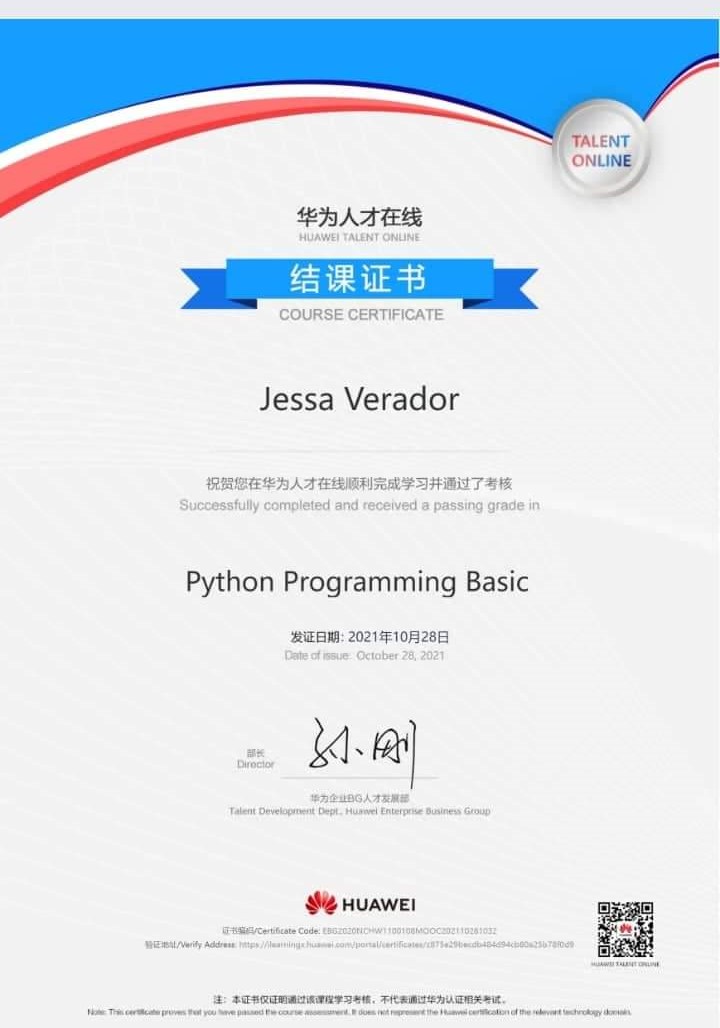 TALENT
ONLINE
华为人才在线
HUAWEI TALENT ONLINE
结课证书
COURSE CERTIFICATE
Jessa Verador
祝贺您在华为人才在线顺利完成学习并通过了考核
Successfully completed and received a passing grade in
Python Programming Basic
发证日期: 2021年10月28日
Date of issue: October 28, 2021
孙刚
部长
Director
华为企业BG人才发展部
Talent Development Dept., Huawei Enterprise Business Group
HUAWEI
证书编码/Certificate Code: EBG2020NCHW1100108MOOC202110281032
验证地址/Verify Address:
HUAWEI TALENT ONLINE
注：本证书仅证明通过该课程学习考核，不代表通过华为认证相关考试。
Note: This certificate proves that you have passed the course assessment. It does not represent the Huawei certification of the relevant technology domain.